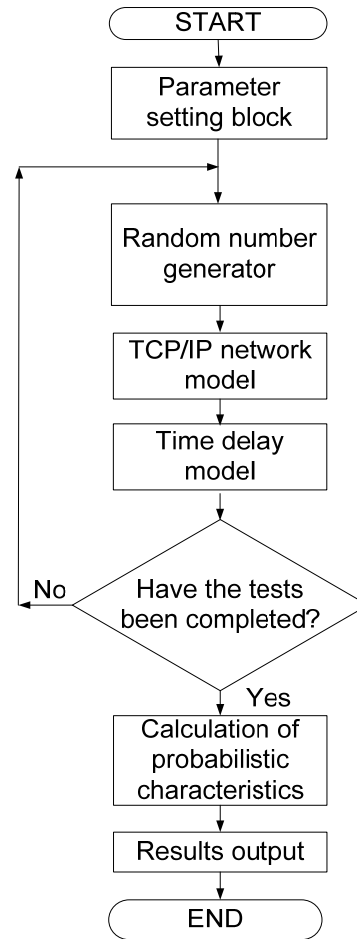 START
Parameter
setting block
Random number
generator
TCP/IP network
model
Time delay
model
Have the tests
been completed?
No
Yes
Calculation of
probabilistic
characteristics
Results output
END